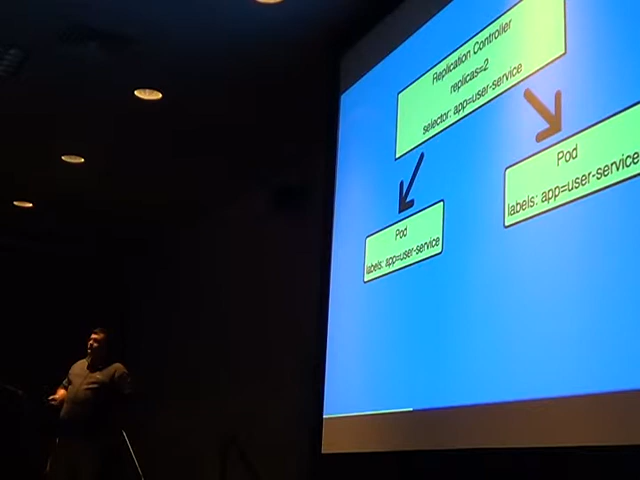 Replication Controller
replicas=2
selector: app=user-service
Pod
labels: app=user-service
Pod
labels: app=user-service